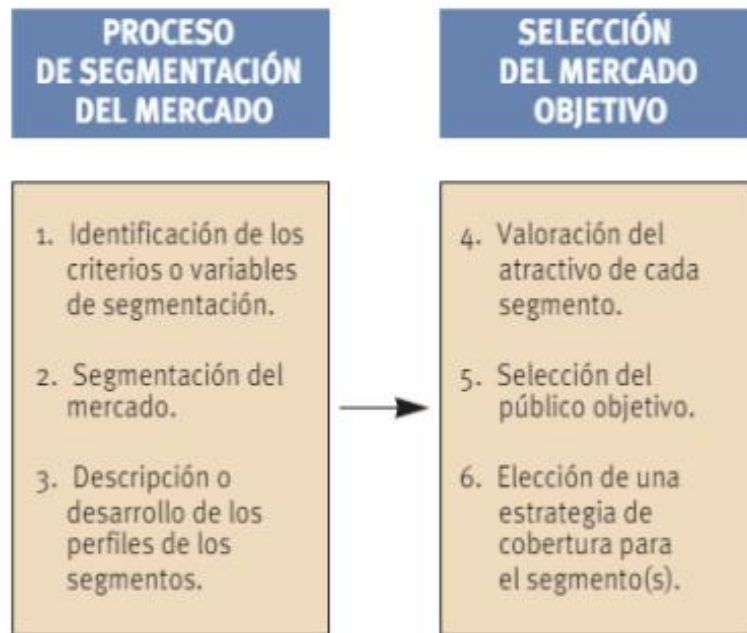 PROCESO
DE SEGMENTACIÓN
DEL MERCADO
1. Identificación de los
criterios o variables
de segmentación.
2. Segmentación del
mercado.
3. Descripción o
desarrollo de los
perfiles de los
segmentos.
SELECCIÓN
DEL MERCADO
OBJETIVO
4. Valoración del
atractivo de cada
segmento.
5. Selección del
público objetivo.
6. Elección de una
estrategia de
cobertura para
el segmento(s).